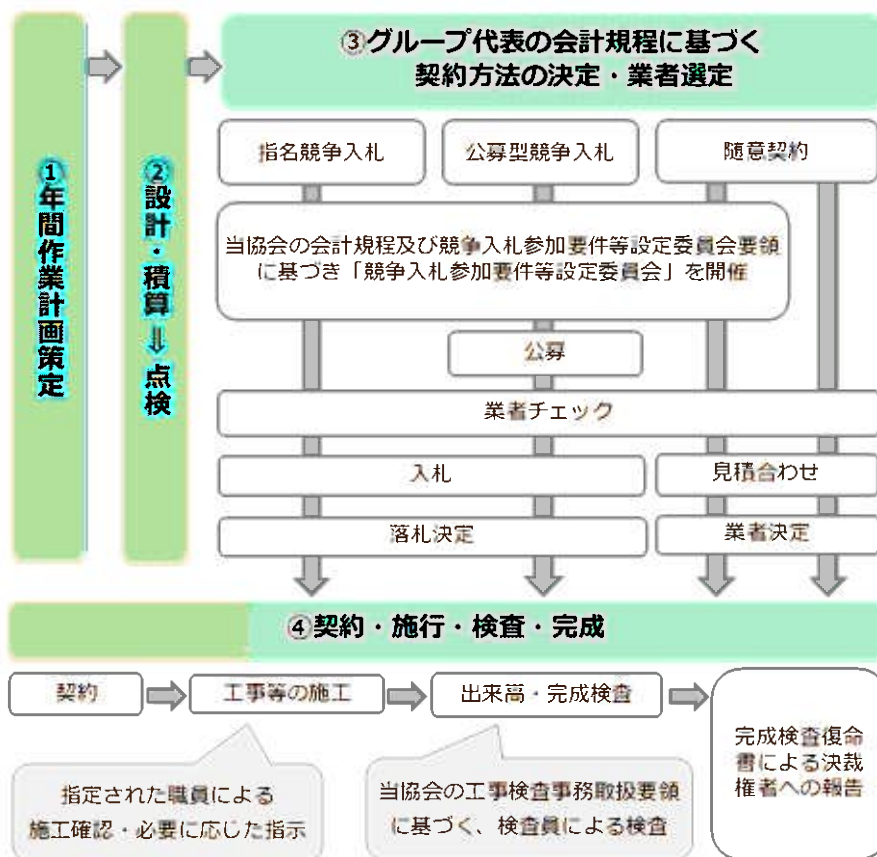 ①年間作業計画策定
②設計・積算⇒点検
③グループ代表の会計規程に基づく
契約方法の決定・業者選定
指名競争入札
公募型競争入札
随意契約
当協会の会計規程及び競争入札参加要件等設定委員会要領
に基づき「競争入札参加要件等設定委員会」を開催
公募
業者チェック
入札
見積合わせ
落札決定
業者決定
④契約・施行・検査・完成
契約
工事等の施工
出来高・完成検査
完成検査復命
書による決裁
権者への報告
指定された職員による
施工確認・必要に応じた指示
当協会の工事検査事務取扱要領
に基づく、検査員による検査